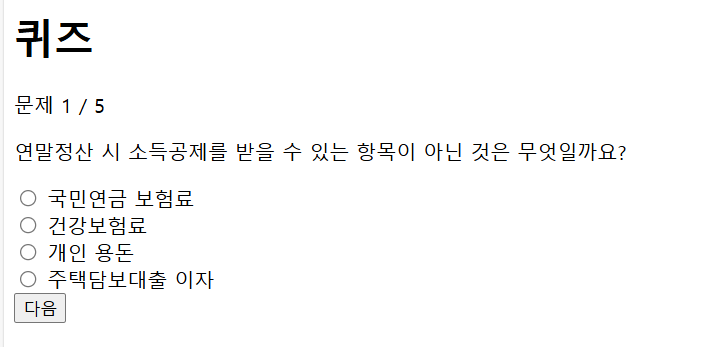 퀴즈
문제 1 / 5
연말정산 시 소득공제를 받을 수 있는 항목이 아닌 것은 무엇일까요?
국민연금 보험료
건강보험료
개인 용돈
주택담보대출 이자
다음